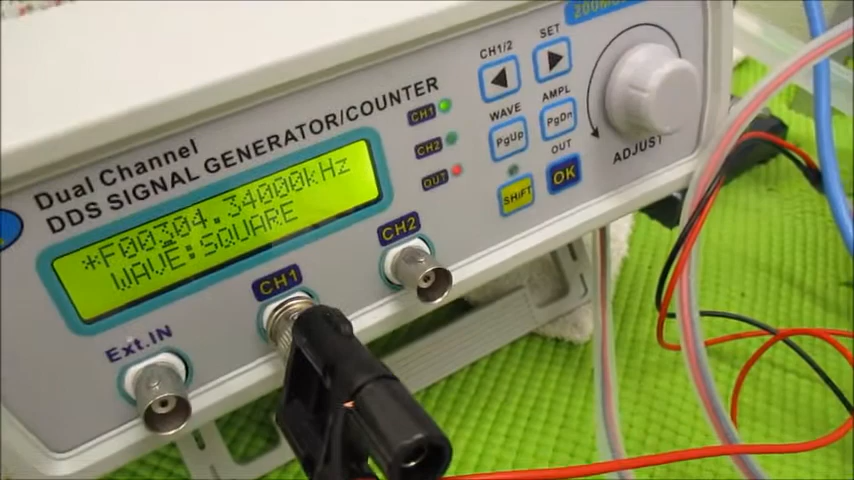 200MSa/s
Dual Channel
DDS SIGNAL GENERATOR/COUNTER
*F00304.34000kHz
WAVE:SQUARE
CH1
CH2
OUT
CH1/2
SET
WAVE
AMPL
PgUp
PgDn
OUT
SHIFT
OK
ADJUST
Ext.IN
CH1
CH2